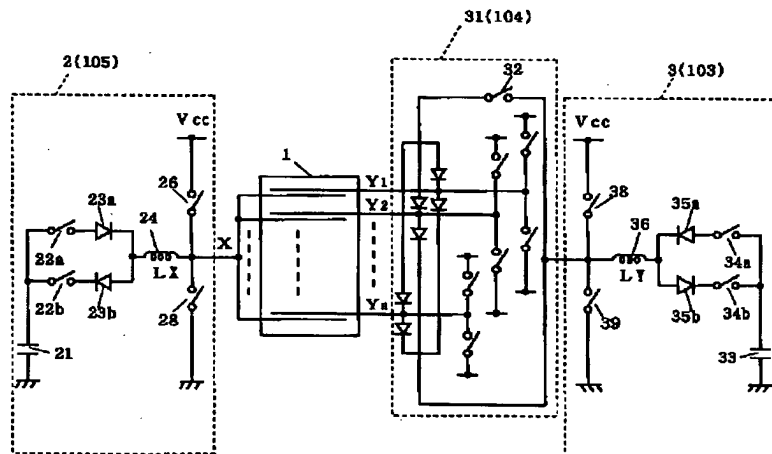 31(104)
2(105)
32
3(103)
Vcc
Vcc
1
23a
26
Y1
38
35a
24
Y2
36
X
22a
LX
LY
34a
22b
23b
28
Yn
39
35b
34b
21
33